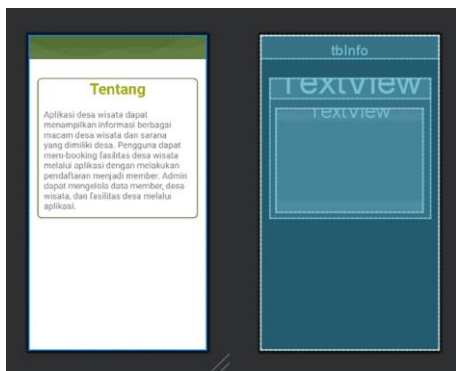 Tentang
Aplikasi desa wisata dapat
menampilkan informasi berbagai
macam desa wisata dan sarana
yang dimiliki desa. Pengguna dapat
mem-booking fasilitas desa wisata
melalui aplikasi dengan melakukan
pendaftaran menjadi member. Admin
dapat mengelola data member, desa
wisata, dan fasilitas desa melalui
aplikasi.
tbInfo
TextView
TextView